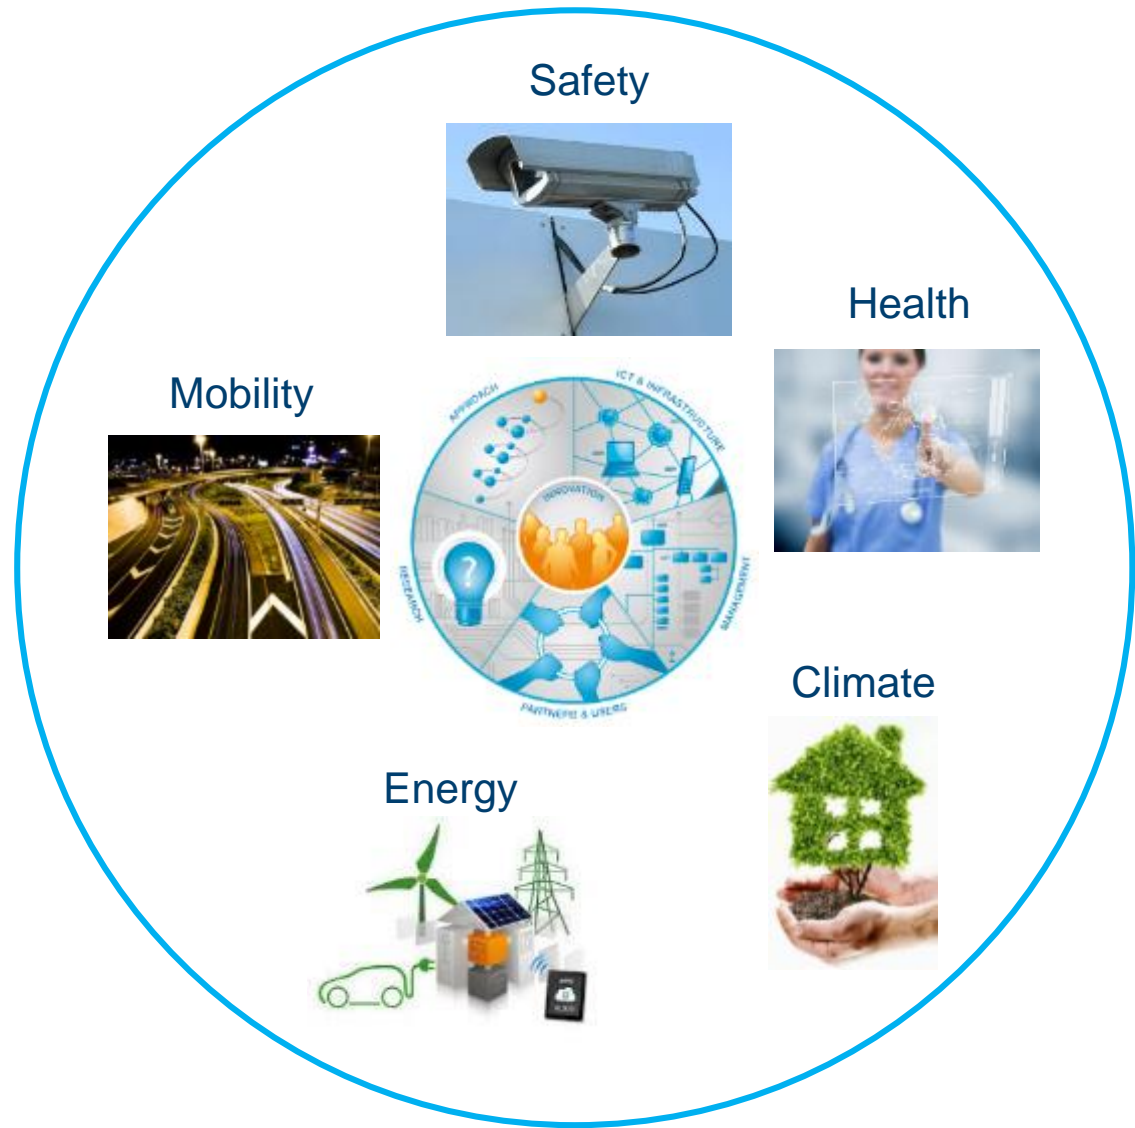 Safety
Health
Mobility
APPROACH
ICT & INFRASTRUCTURE
INNOVATION
?
RESEARCH
MANAGEMENT
PARTNERS & USERS
Climate
Energy